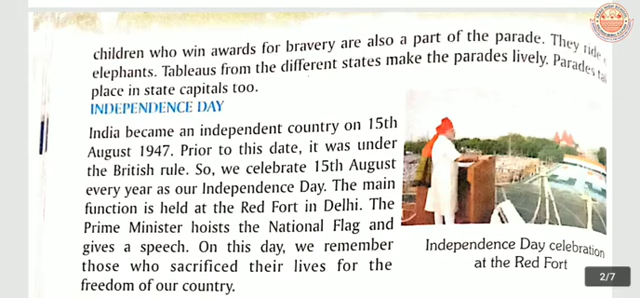 children who win awards for bravery are also a part of the parade. They ride
elephants. Tableaus from the different states make the parades lively. Parades
place in state capitals too.
INDEPENDENCE DAY
India became an independent country on 15th
August 1947. Prior to this date, it was under
the British rule. So, we celebrate 15th August
every year as our Independence Day. The main
function is held at the Red Fort in Delhi. The
Prime Minister hoists the National Flag and
gives a speech. On this day, we remember
those who sacrificed their lives for the
freedom of our country.
Independence Day celebration
at the Red Fort
2/7